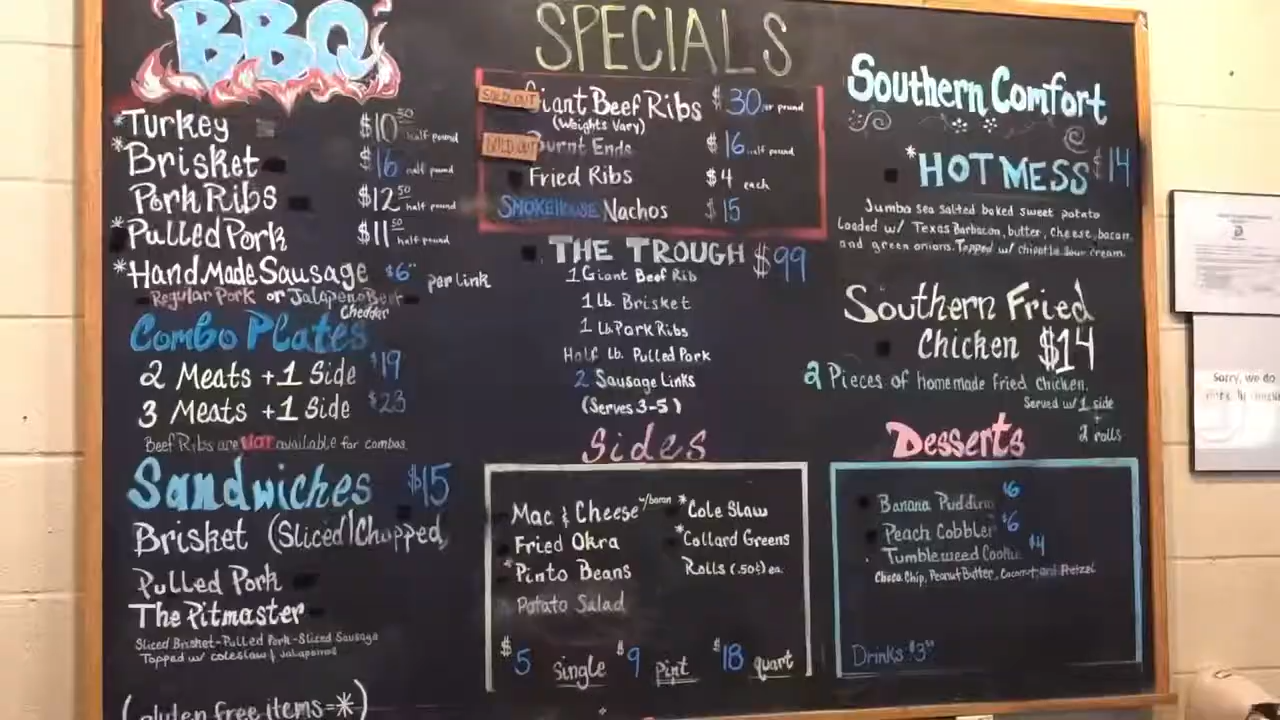 BBQ
*Turkey $10.50 half pound
*Brisket $16 half pound
Pork Ribs $12.50 half pound
*Pulled Pork $11.50 half pound
*Hand Made Sausage $6 per link
Regular Pork or Jalapeno Beef
Cheddar
Combo Plates
2 Meats +1 Side $19
3 Meats +1 Side $23
Beef Ribs are NOT available for combos
Sandwiches $15
Brisket (Sliced/Chopped)
Pulled Pork
The Pitmaster
Sliced Brisket-Pulled Pork-Sliced Sausage
Topped w/ coleslaw & Jalapenos
(gluten free items=*)
SPECIALS
SOLD OUT Giant Beef Ribs $30 per pound
(Weights Vary)
SOLD OUT Burnt Ends $16 half pound
Fried Ribs $4 each
SMOKEHOUSE Nachos $15
THE TROUGH $99
1 Giant Beef Rib
1 lb. Brisket
1 Lb. Pork Ribs
Half lb. Pulled Pork
2 Sausage Links
(Serves 3-5)
Sides
Mac & Cheese w/bacon
Fried Okra
*Pinto Beans
Potato Salad
*Cole Slaw
*Collard Greens
Rolls (.50¢) ea.
$5 Single $9 pint $18 quart
Southern Comfort
*HOT MESS $14
Jumbo sea salted baked sweet potato
Loaded w/ Texas Barbacoa, butter, cheese, bacon,
and green onions. Topped w/ chipotle sour cream.
Southern Fried
Chicken $14
2 Pieces of homemade fried chicken.
Served w/ 1 side
+
2 rolls
Desserts
Banana Pudding $6
Peach Cobbler $6
Tumbleweed Cookie $4
Choco. Chip, Peanut Butter, Coconut, and Pretzel
Drinks $3
Sorry, we do